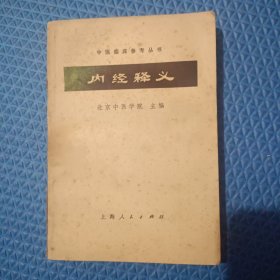 中医临床参考丛书
内经释义
北京中医学院 主编
上海人民出版社